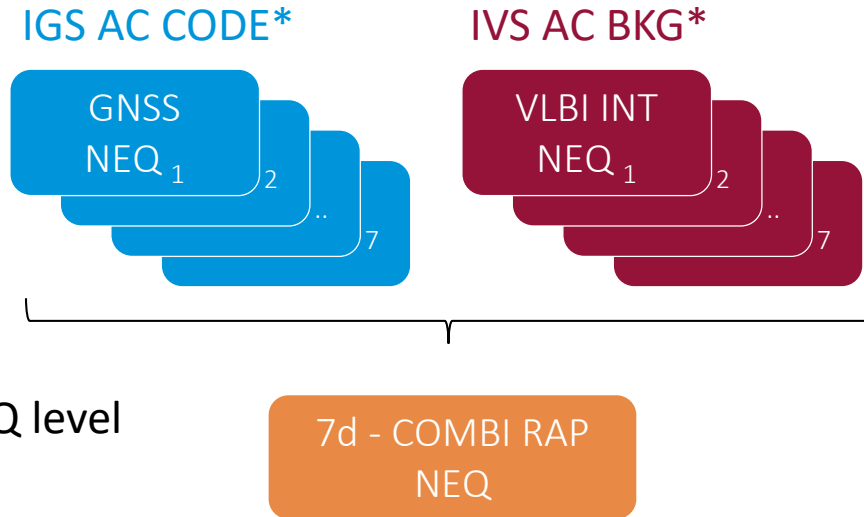 IGS AC CODE*
IVS AC BKG*
GNSS
NEQ 1
2
..
7
VLBI INT
NEQ 1
2
..
7
Q level
7d - COMBI RAP
NEQ